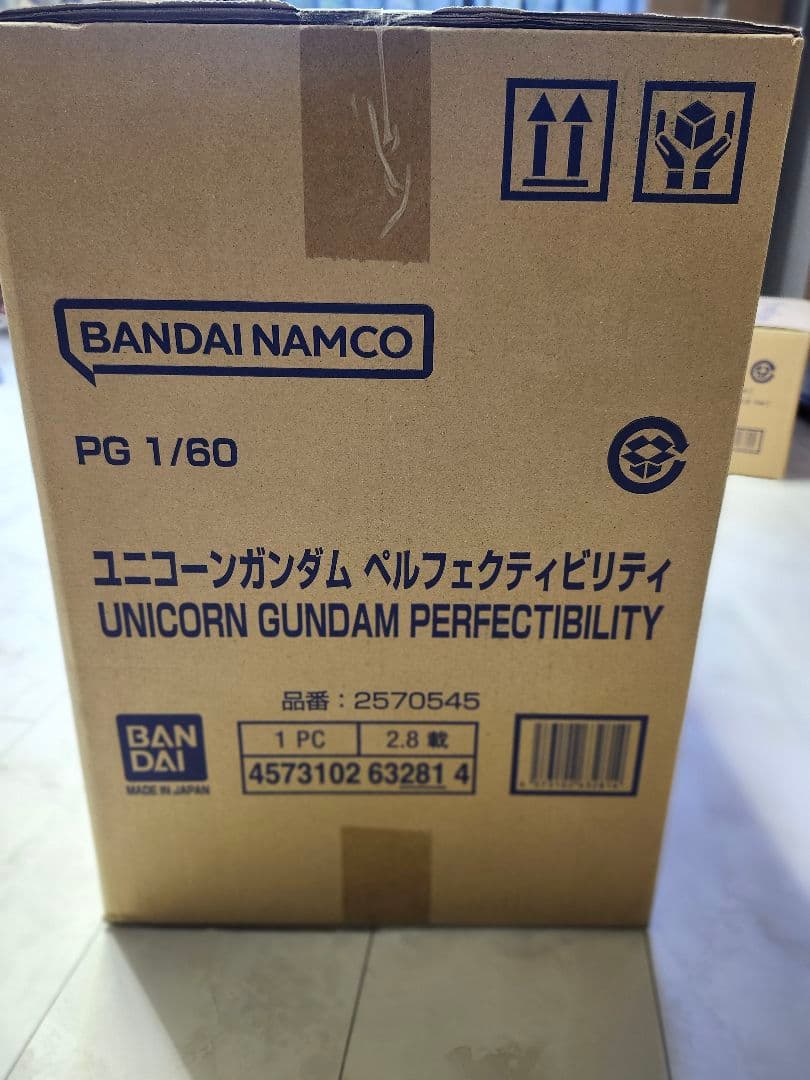 BANDAI NAMCO
PG 1/60
ユニコーンガンダム ペルフェクティビリティ
UNICORN GUNDAM PERFECTIBILITY
品番：2570545
BAN
DAI
MADE IN JAPAN
1 PC 2.8 載
4573102 63281 4